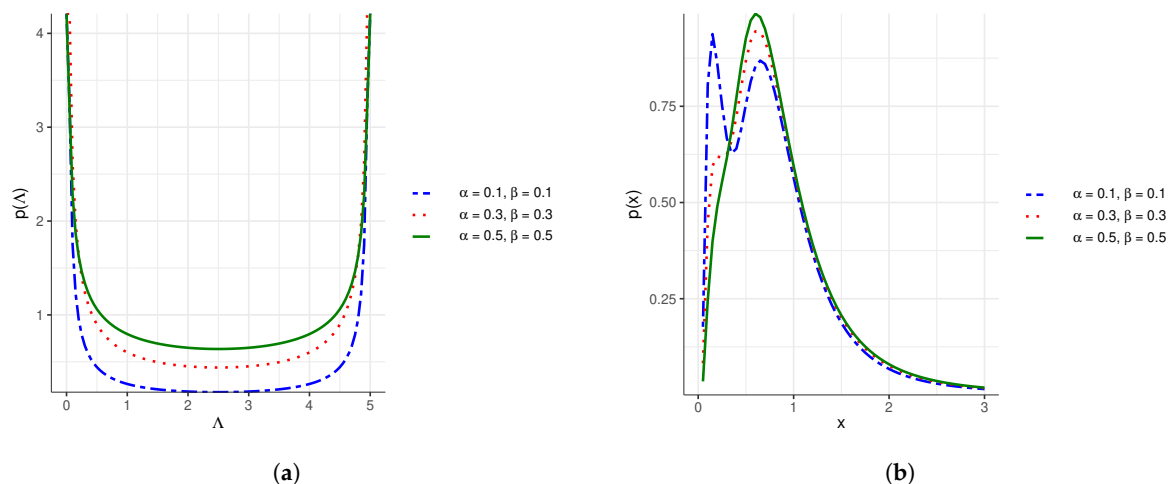 4
3
2
1
p(Λ)
0 1 2 3 4 5
Λ
α = 0.1, β = 0.1
α = 0.3, β = 0.3
α = 0.5, β = 0.5
(a)
0.75
0.50
0.25
p(x)
0 1 2 3
x
α = 0.1, β = 0.1
α = 0.3, β = 0.3
α = 0.5, β = 0.5
(b)